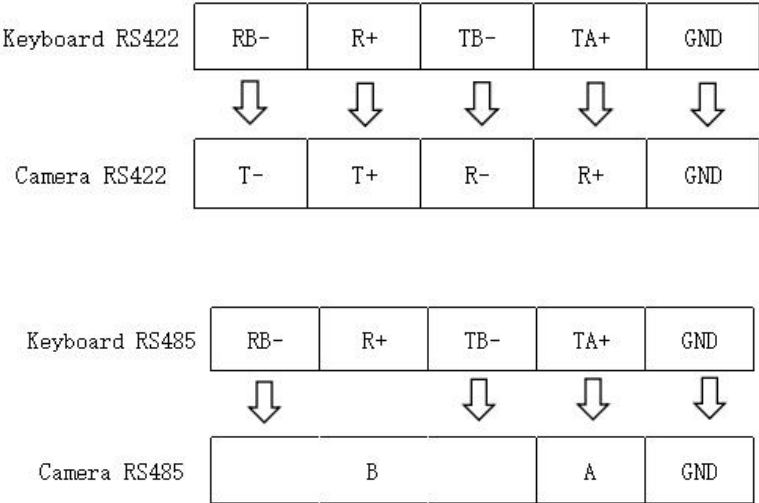 Keyboard RS422 RB- R+ TB- TA+ GND
Camera RS422 T- T+ R- R+ GND
Keyboard RS485 RB- R+ TB- TA+ GND
Camera RS485 B A GND